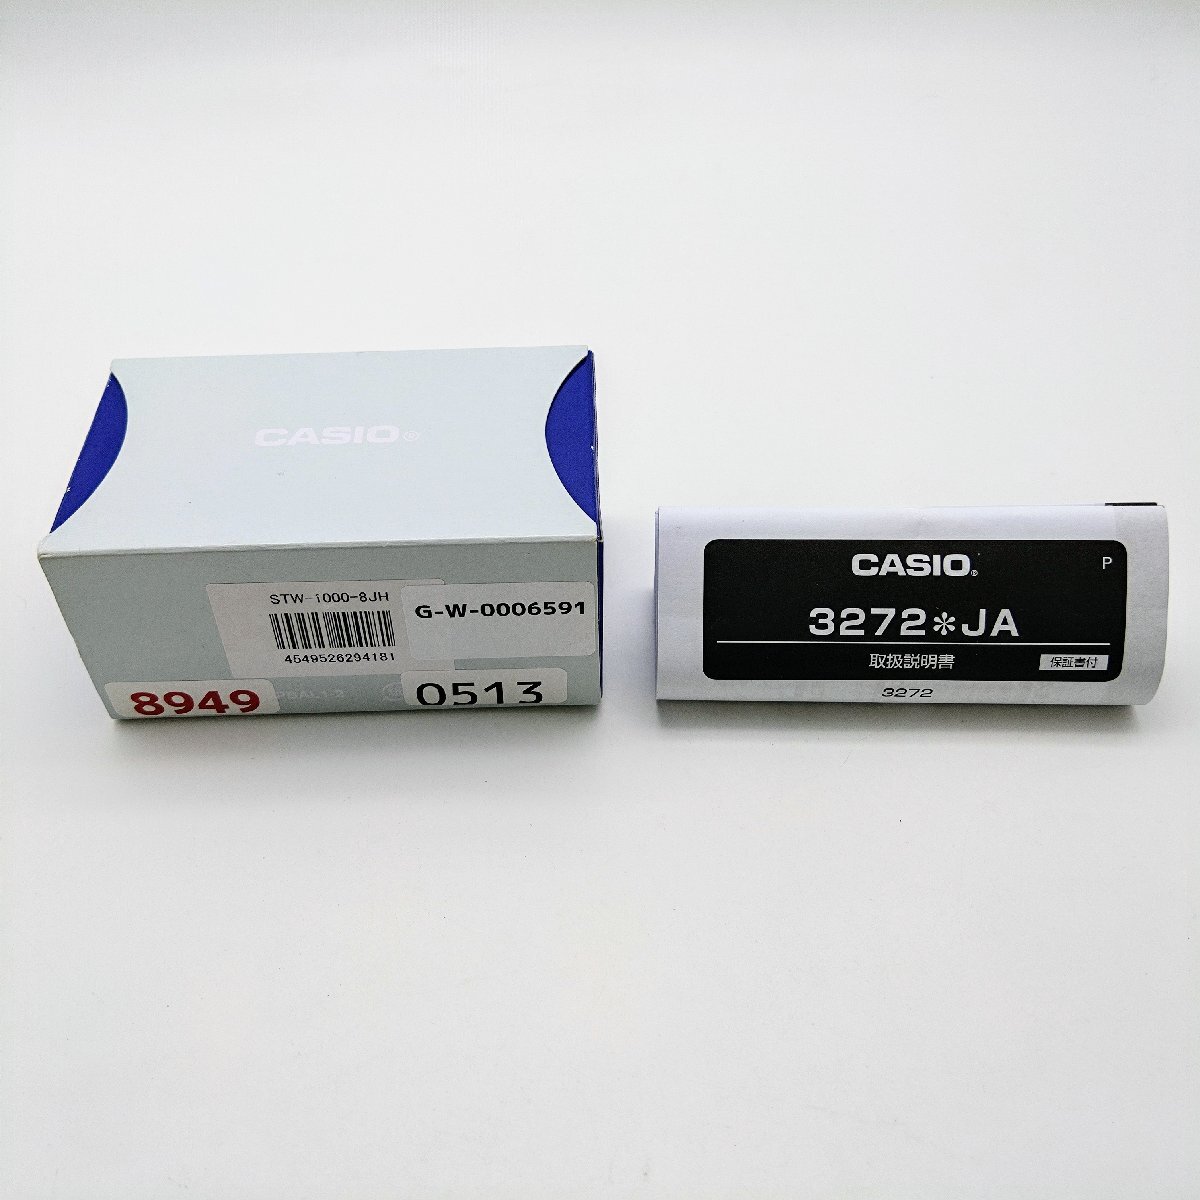 CASIO®
STW-1000-8JH
4549526294181
G-W-0006591
8949
0513
CASIO®
P
3272✻JA
取扱説明書
保証書付
3272